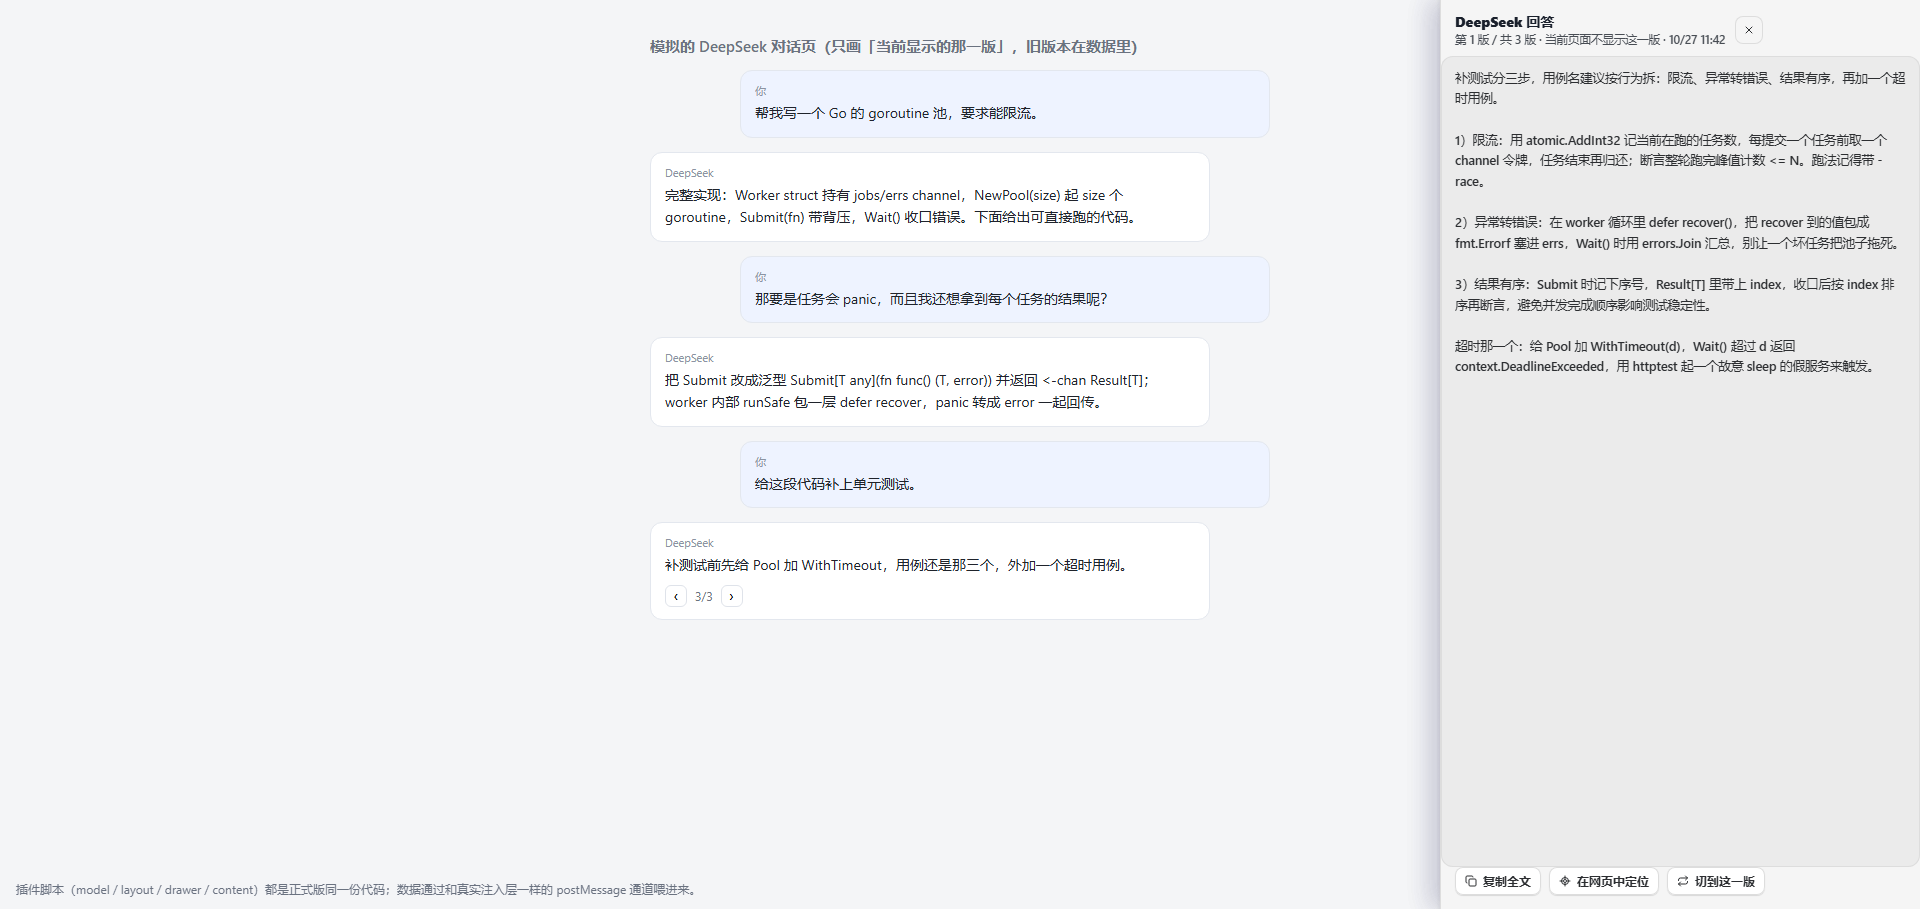 模拟的 DeepSeek 对话页（只画「当前显示的那一版」，旧版本在数据里）
你
帮我写一个 Go 的 goroutine 池，要求能限流。
DeepSeek
完整实现：Worker struct 持有 jobs/errs channel，NewPool(size) 起 size 个
goroutine，Submit(fn) 带背压，Wait() 收口错误。下面给出可直接跑的代码。
你
那要是任务会 panic，而且我还想拿到每个任务的结果呢？
DeepSeek
把 Submit 改成泛型 Submit[T any](fn func() (T, error)) 并返回 <-chan Result[T]；
worker 内部 runSafe 包一层 defer recover，panic 转成 error 一起回传。
你
给这段代码补上单元测试。
DeepSeek
补测试前先给 Pool 加 WithTimeout，用例还是那三个，外加一个超时用例。
‹ 3/3 ›
插件脚本（model / layout / drawer / content）都是正式版同一份代码；数据通过和真实注入层一样的 postMessage 通道喂进来。
DeepSeek 回答
第 1 版 / 共 3 版 · 当前页面不显示这一版 · 10/27 11:42
×
补测试分三步，用例名建议按行为拆：限流、异常转错误、结果有序，再加一个超
时用例。
1）限流：用 atomic.AddInt32 记当前在跑的任务数，每提交一个任务前取一个
channel 令牌，任务结束再归还；断言整轮跑完峰值计数 <= N。跑法记得带 -
race。
2）异常转错误：在 worker 循环里 defer recover()，把 recover 到的值包成
fmt.Errorf 塞进 errs，Wait() 时用 errors.Join 汇总，别让一个坏任务把池子拖死。
3）结果有序：Submit 时记下序号，Result[T] 里带上 index，收口后按 index 排
序再断言，避免并发完成顺序影响测试稳定性。
超时那一个：给 Pool 加 WithTimeout(d)，Wait() 超过 d 返回
context.DeadlineExceeded，用 httptest 起一个故意 sleep 的假服务来触发。
复制全文
在网页中定位
切到这一版